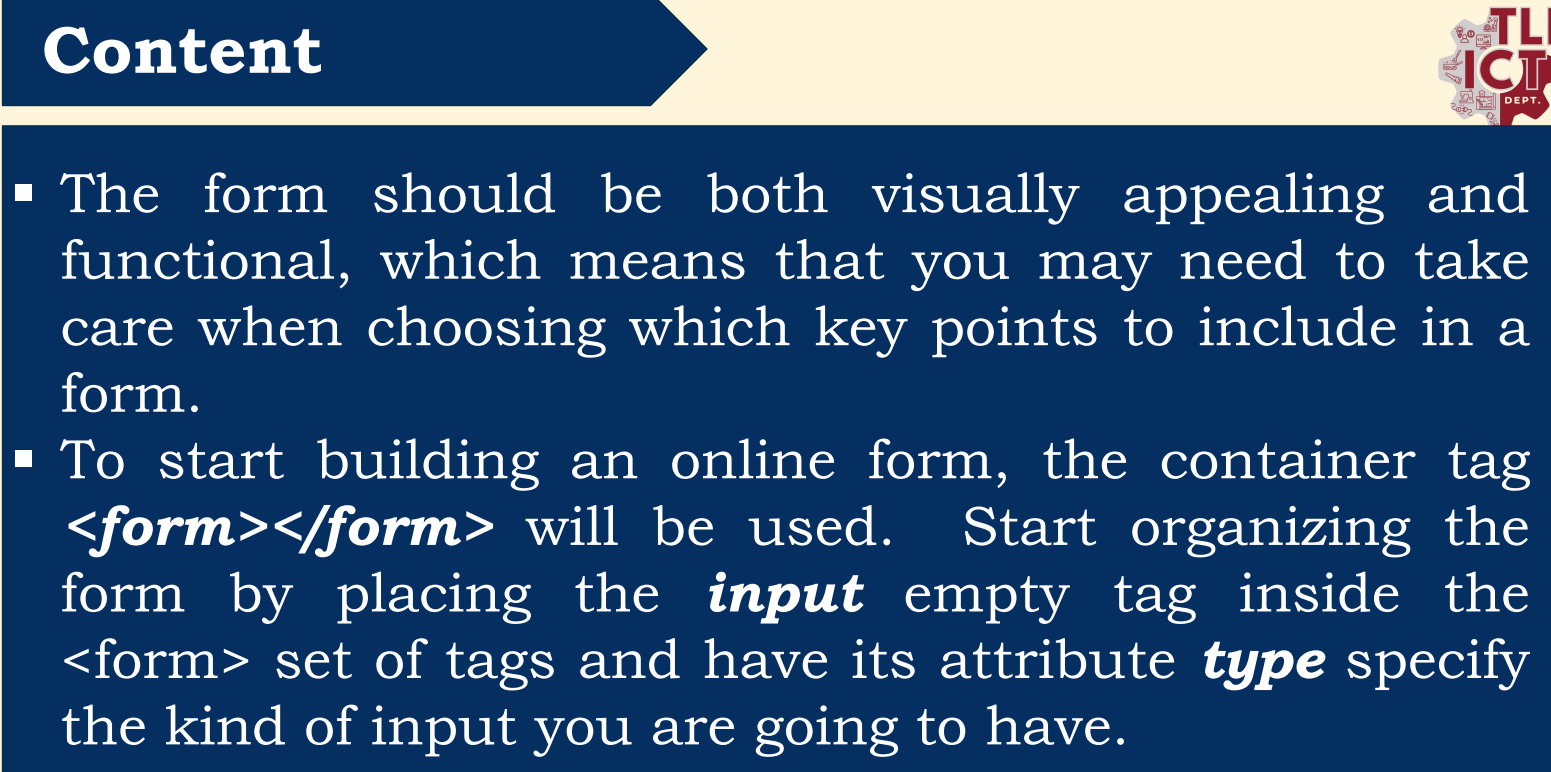 Content
TL
ICT
DEPT.
▪ The form should be both visually appealing and
functional, which means that you may need to take
care when choosing which key points to include in a
form.
▪ To start building an online form, the container tag
<form></form> will be used. Start organizing the
form by placing the input empty tag inside the
<form> set of tags and have its attribute type specify
the kind of input you are going to have.